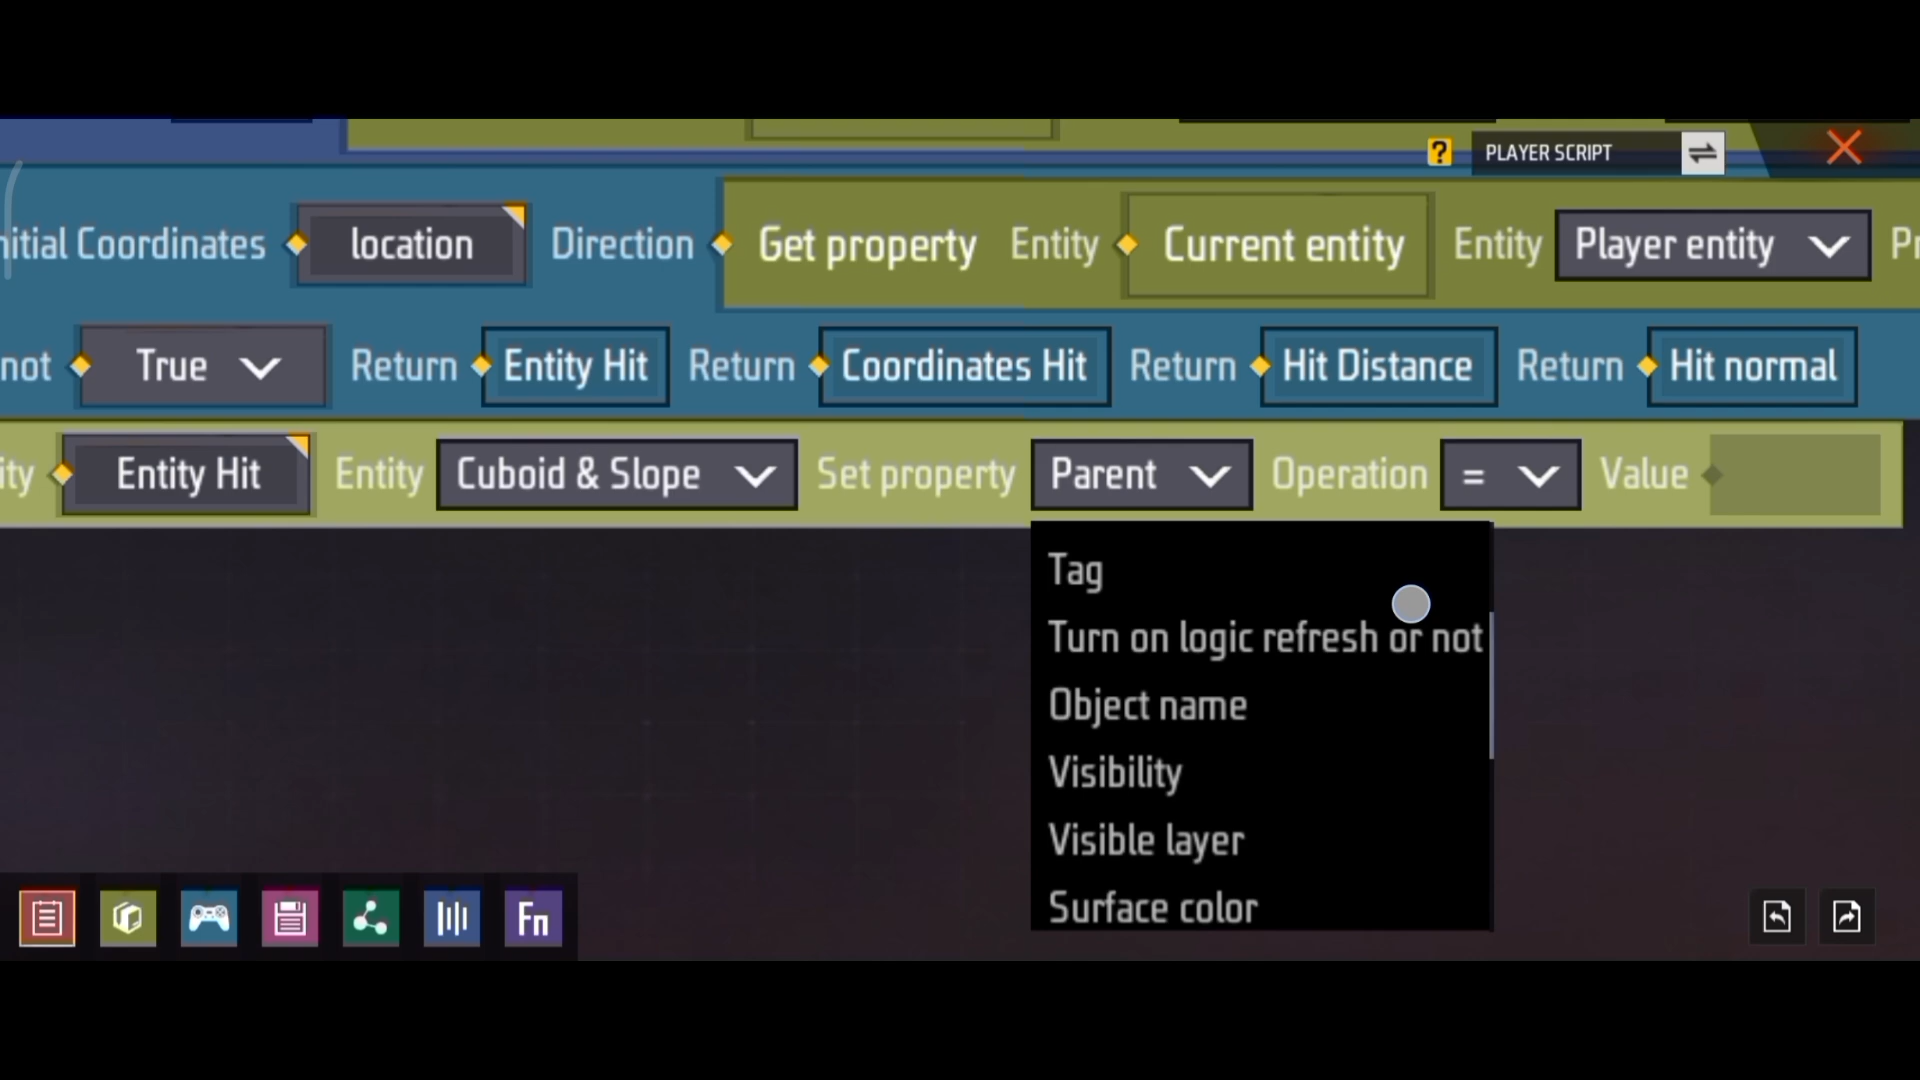 ? PLAYER SCRIPT
nitial Coordinates location Direction Get property Entity Current entity Entity Player entity Pr
not True Return Entity Hit Return Coordinates Hit Return Hit Distance Return Hit normal
ity Entity Hit Entity Cuboid & Slope Set property Parent Operation = Value
Tag
Turn on logic refresh or not
Object name
Visibility
Visible layer
Surface color
Fn